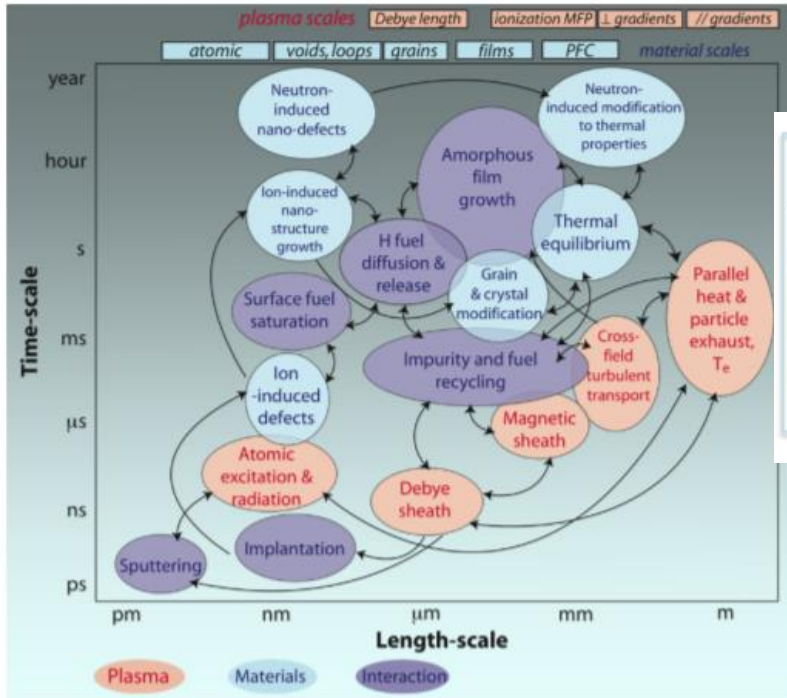 plasma scales Debye length ionization MFP ⊥ gradients // gradients
atomic voids, loops grains films PFC material scales
year
hour
s
ms
μs
ns
ps
Time-scale
Neutron-
induced
nano-defects
Neutron-
induced modification
to thermal
properties
Amorphous
film
growth
Ion-induced
nano-
structure
growth
Thermal
equilibrium
H fuel
diffusion &
release
Grain
& crystal
modification
Parallel
heat &
particle
exhaust,
Te
Surface fuel
saturation
Impurity and fuel
recycling
Cross-
field
turbulent
transport
Ion
-induced
defects
Magnetic
sheath
Atomic
excitation &
radiation
Debye
sheath
Implantation
Sputtering
pm nm μm mm m
Length-scale
Plasma Materials Interaction